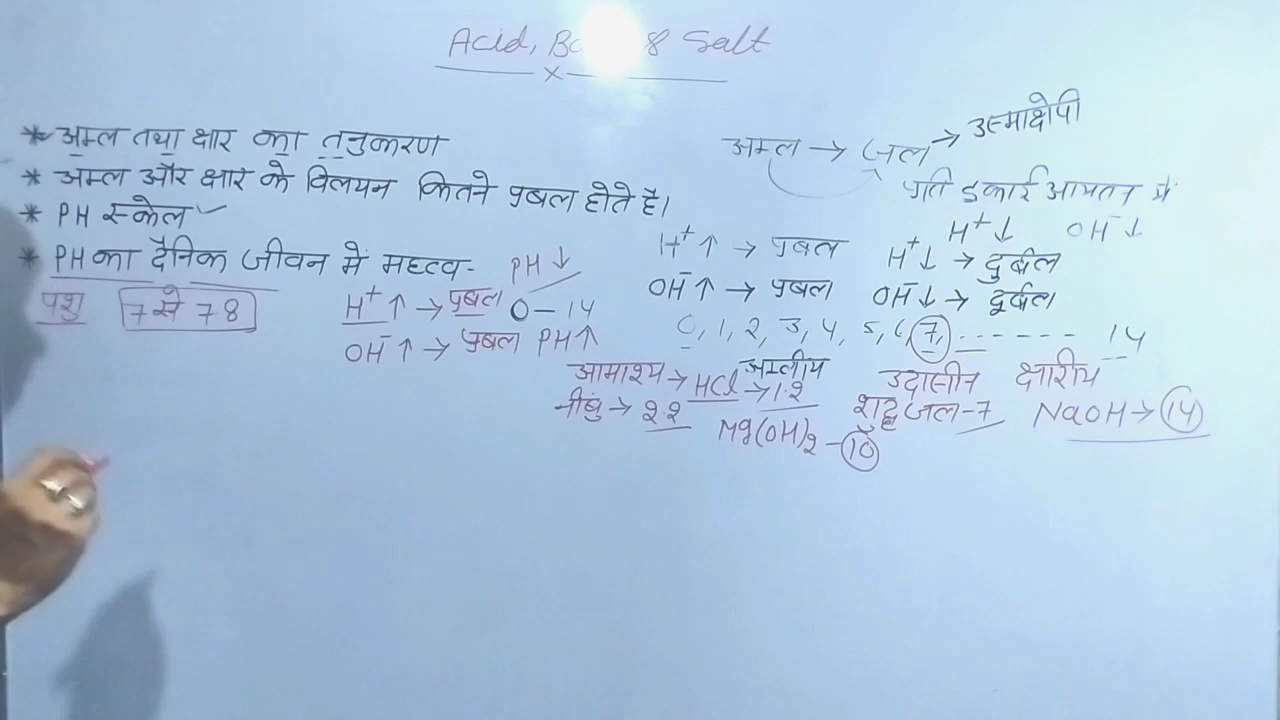 Acid, Ba & Salt
* अम्ल तथा क्षार का तनुकरण
* अम्ल और क्षार के विलयन कितने प्रबल होते है।
* PH स्केल
* PH का दैनिक जीवन में महत्व-
पशु 7 से 7 8
PH ↓
H⁺ ↑ → प्रबल 0 – 14
OH⁻ ↑ → प्रबल PH ↑
अम्ल → जल → उस्माक्षेपी
प्रति इकाई आयतन में
H⁺ ↓ OH⁻ ↓
H⁺ ↑ → प्रबल H⁺ ↓ → दुर्बल
OH⁻ ↑ → प्रबल OH⁻ ↓ → दूर्बल
0, 1, 2, 3, 4, 5, 6, 7, - - - - - - 14
अम्लीय उदासीन क्षारीय
आमाश्य → HCl → 1.2
नीबु → 2.2 शुद्ध जल - 7 NaOH → 14
Mg(OH)2 - 10